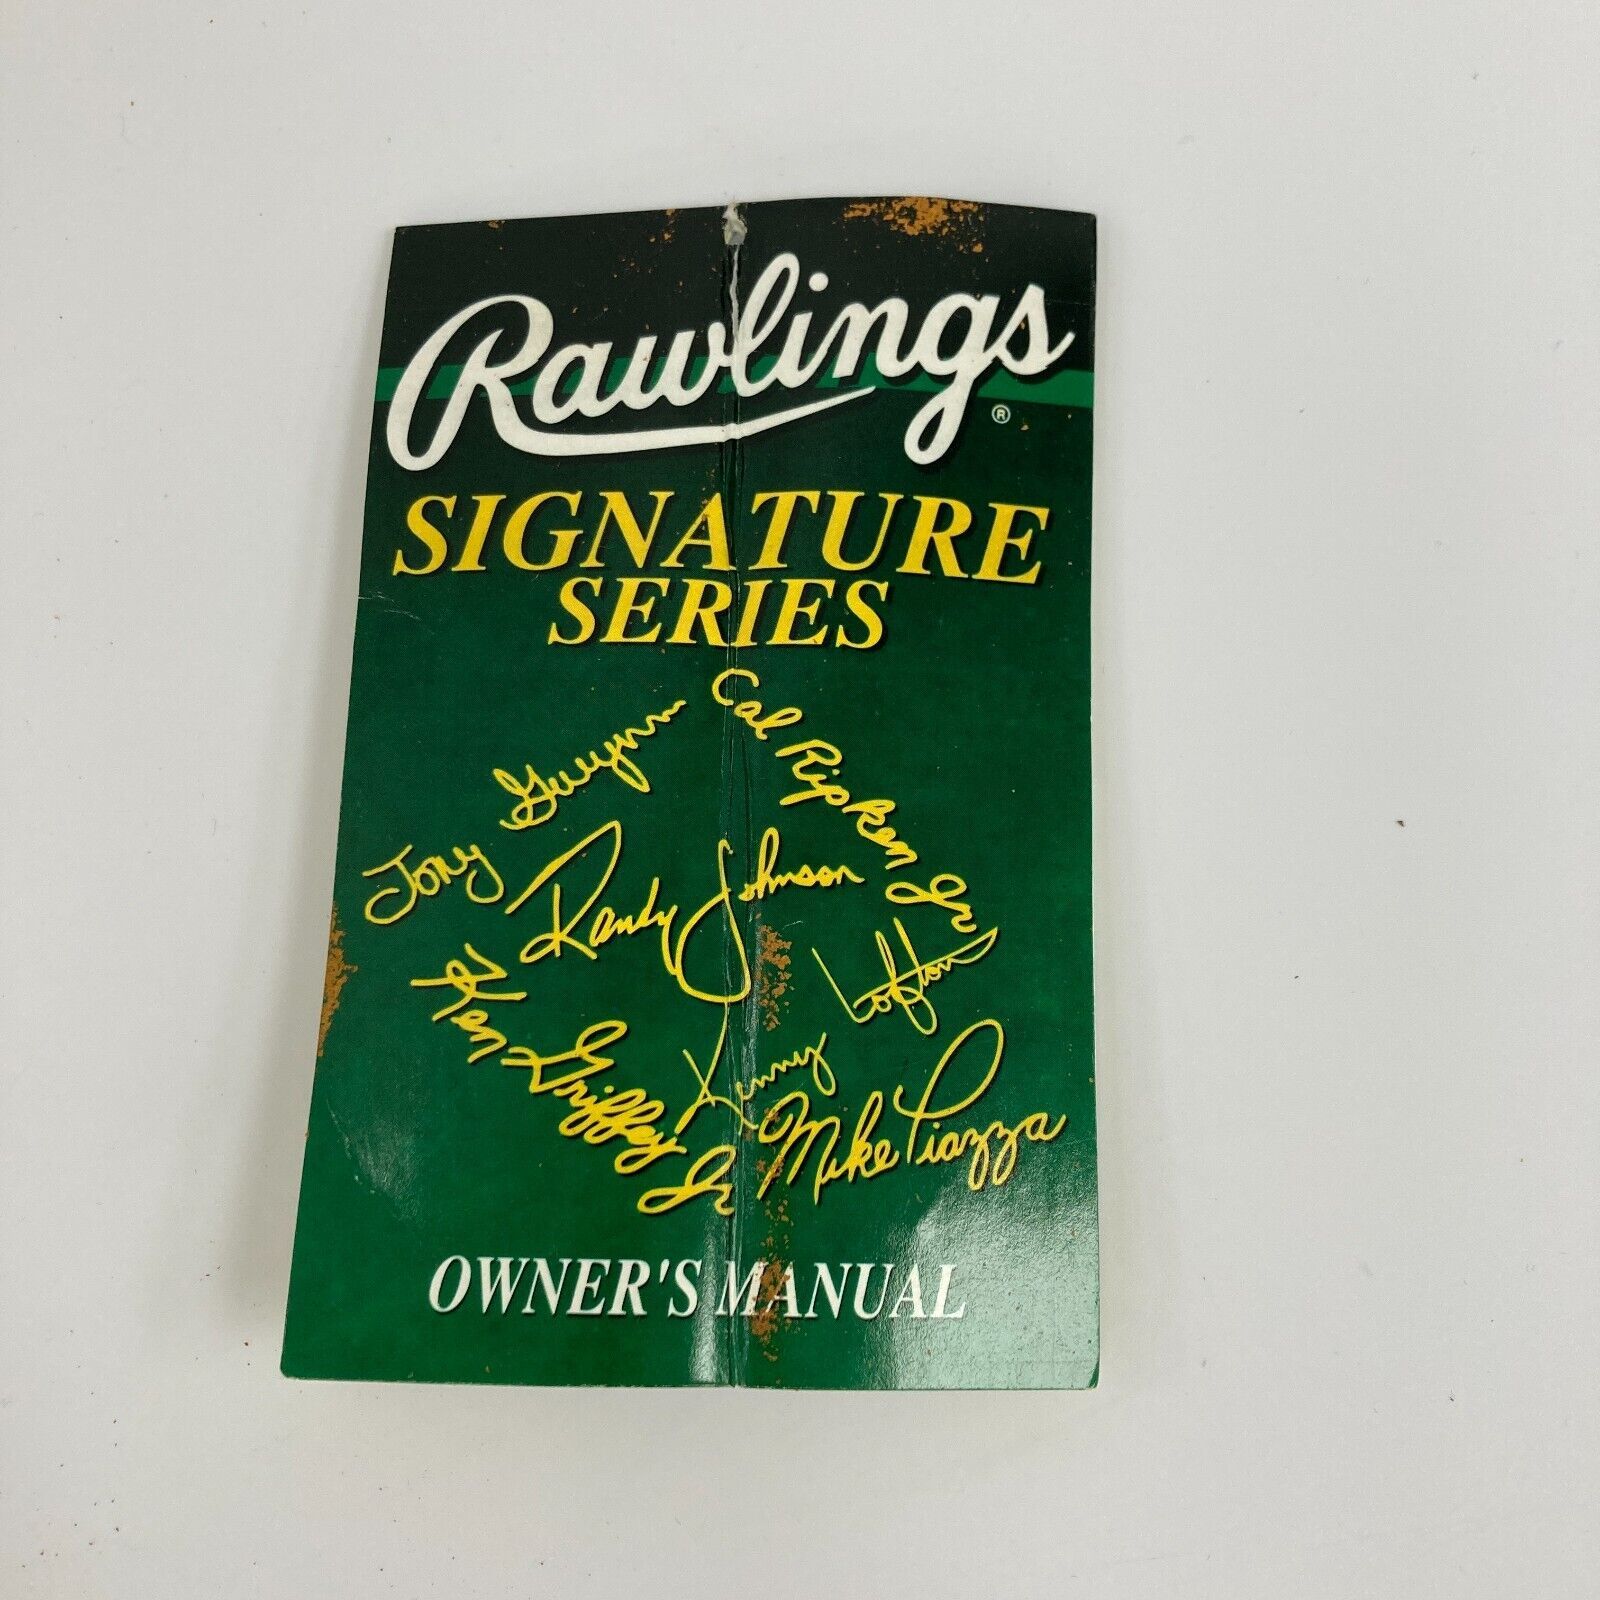 Rawlings®
SIGNATURE
SERIES
Tony Gwynn
Cal Ripken Jr
Randy Johnson
Kenny Lofton
Ken Griffey Jr
Mike Piazza
OWNER'S MANUAL